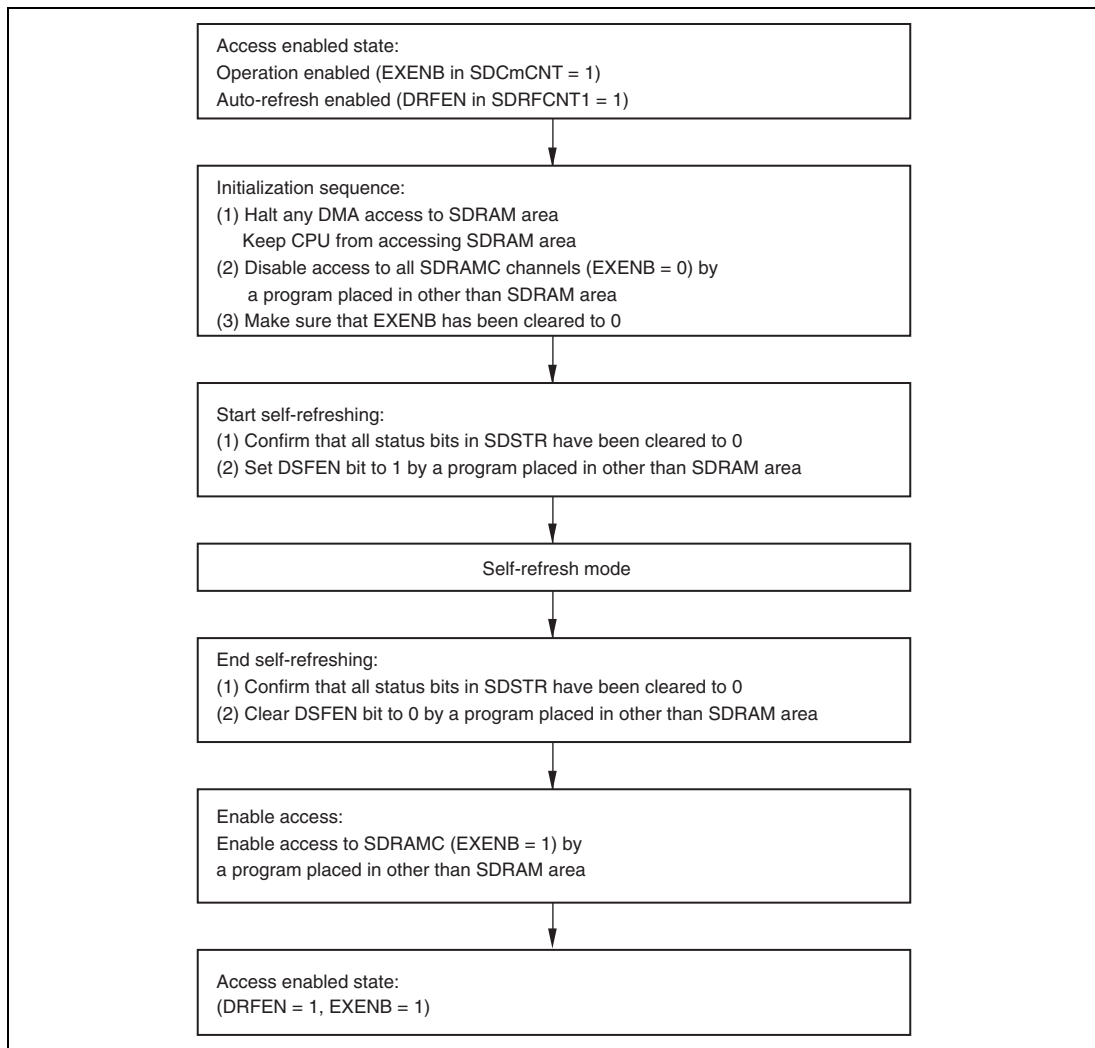 Access enabled state:
Operation enabled (EXENB in SDCmCNT = 1)
Auto-refresh enabled (DRFEN in SDRFCNT1 = 1)
Initialization sequence:
(1) Halt any DMA access to SDRAM area
Keep CPU from accessing SDRAM area
(2) Disable access to all SDRAMC channels (EXENB = 0) by
a program placed in other than SDRAM area
(3) Make sure that EXENB has been cleared to 0
Start self-refreshing:
(1) Confirm that all status bits in SDSTR have been cleared to 0
(2) Set DSFEN bit to 1 by a program placed in other than SDRAM area
Self-refresh mode
End self-refreshing:
(1) Confirm that all status bits in SDSTR have been cleared to 0
(2) Clear DSFEN bit to 0 by a program placed in other than SDRAM area
Enable access:
Enable access to SDRAMC (EXENB = 1) by
a program placed in other than SDRAM area
Access enabled state:
(DRFEN = 1, EXENB = 1)